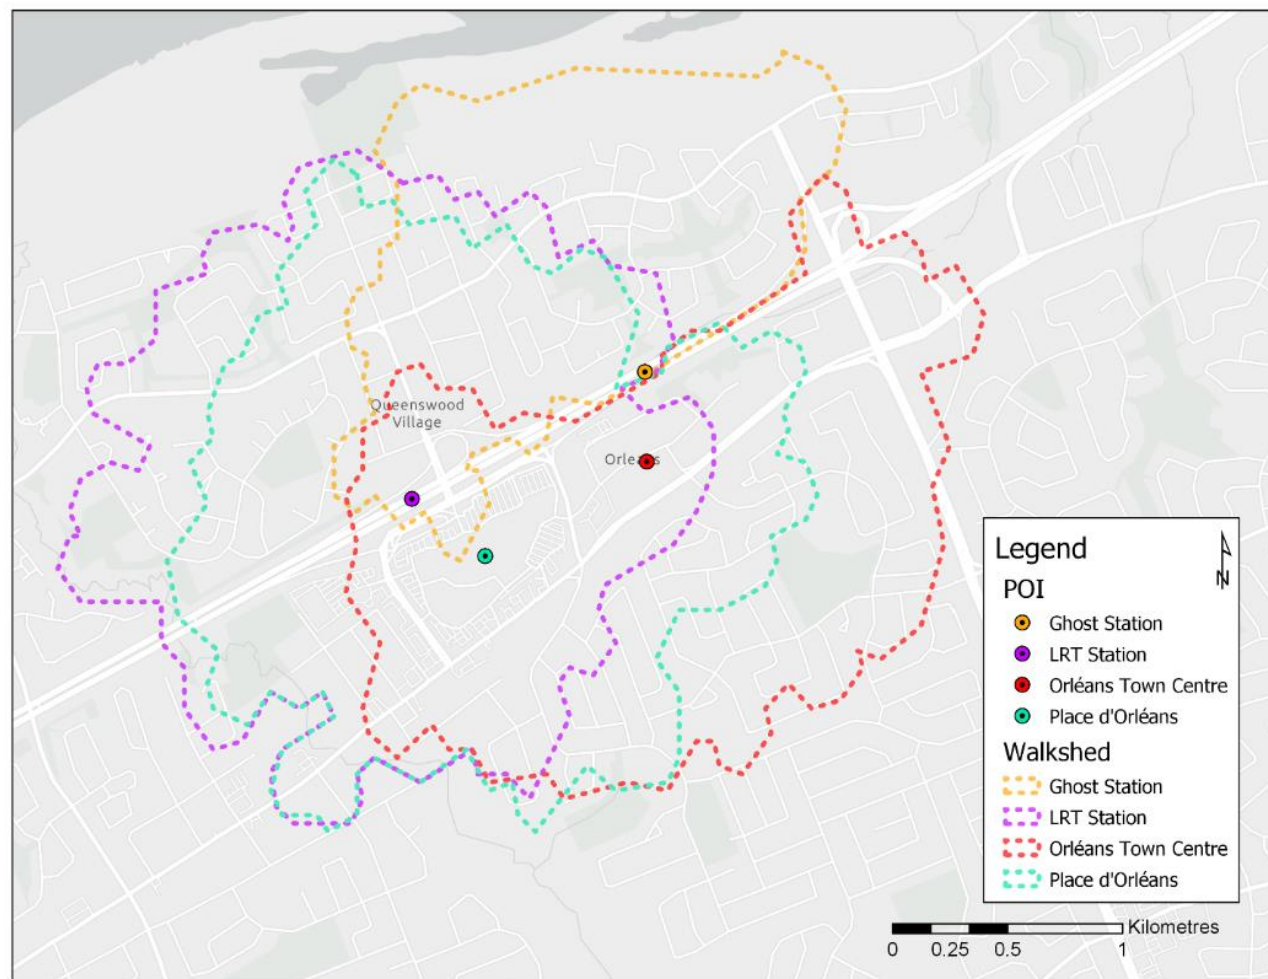 Queenswood
Village
Orleans
Legend
N
POI
Ghost Station
LRT Station
Orléans Town Centre
Place d'Orléans
Walkshed
Ghost Station
LRT Station
Orléans Town Centre
Place d'Orléans
Kilometres
0 0.25 0.5 1